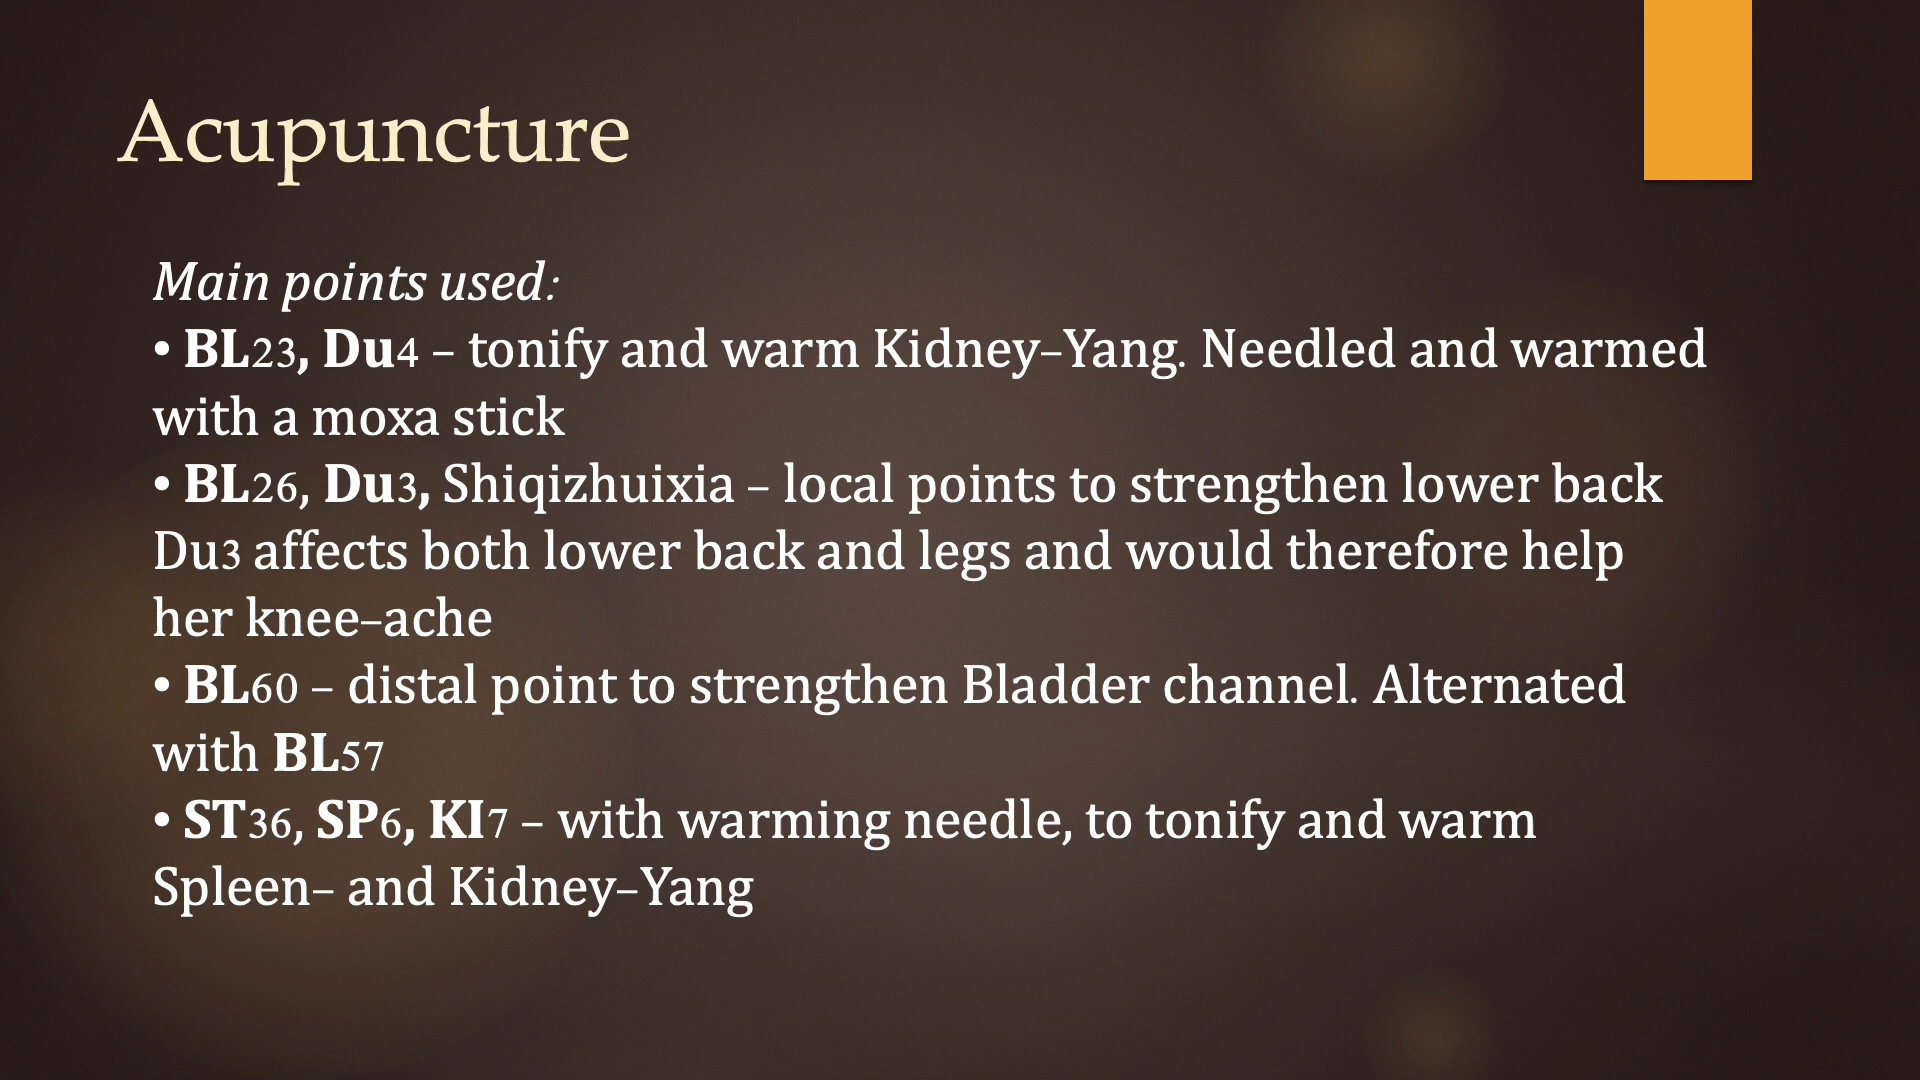 Acupuncture
Main points used:
• BL23, Du4 – tonify and warm Kidney–Yang. Needled and warmed
with a moxa stick
• BL26, Du3, Shiqizhuixia – local points to strengthen lower back
Du3 affects both lower back and legs and would therefore help
her knee–ache
• BL60 – distal point to strengthen Bladder channel. Alternated
with BL57
• ST36, SP6, KI7 – with warming needle, to tonify and warm
Spleen– and Kidney–Yang